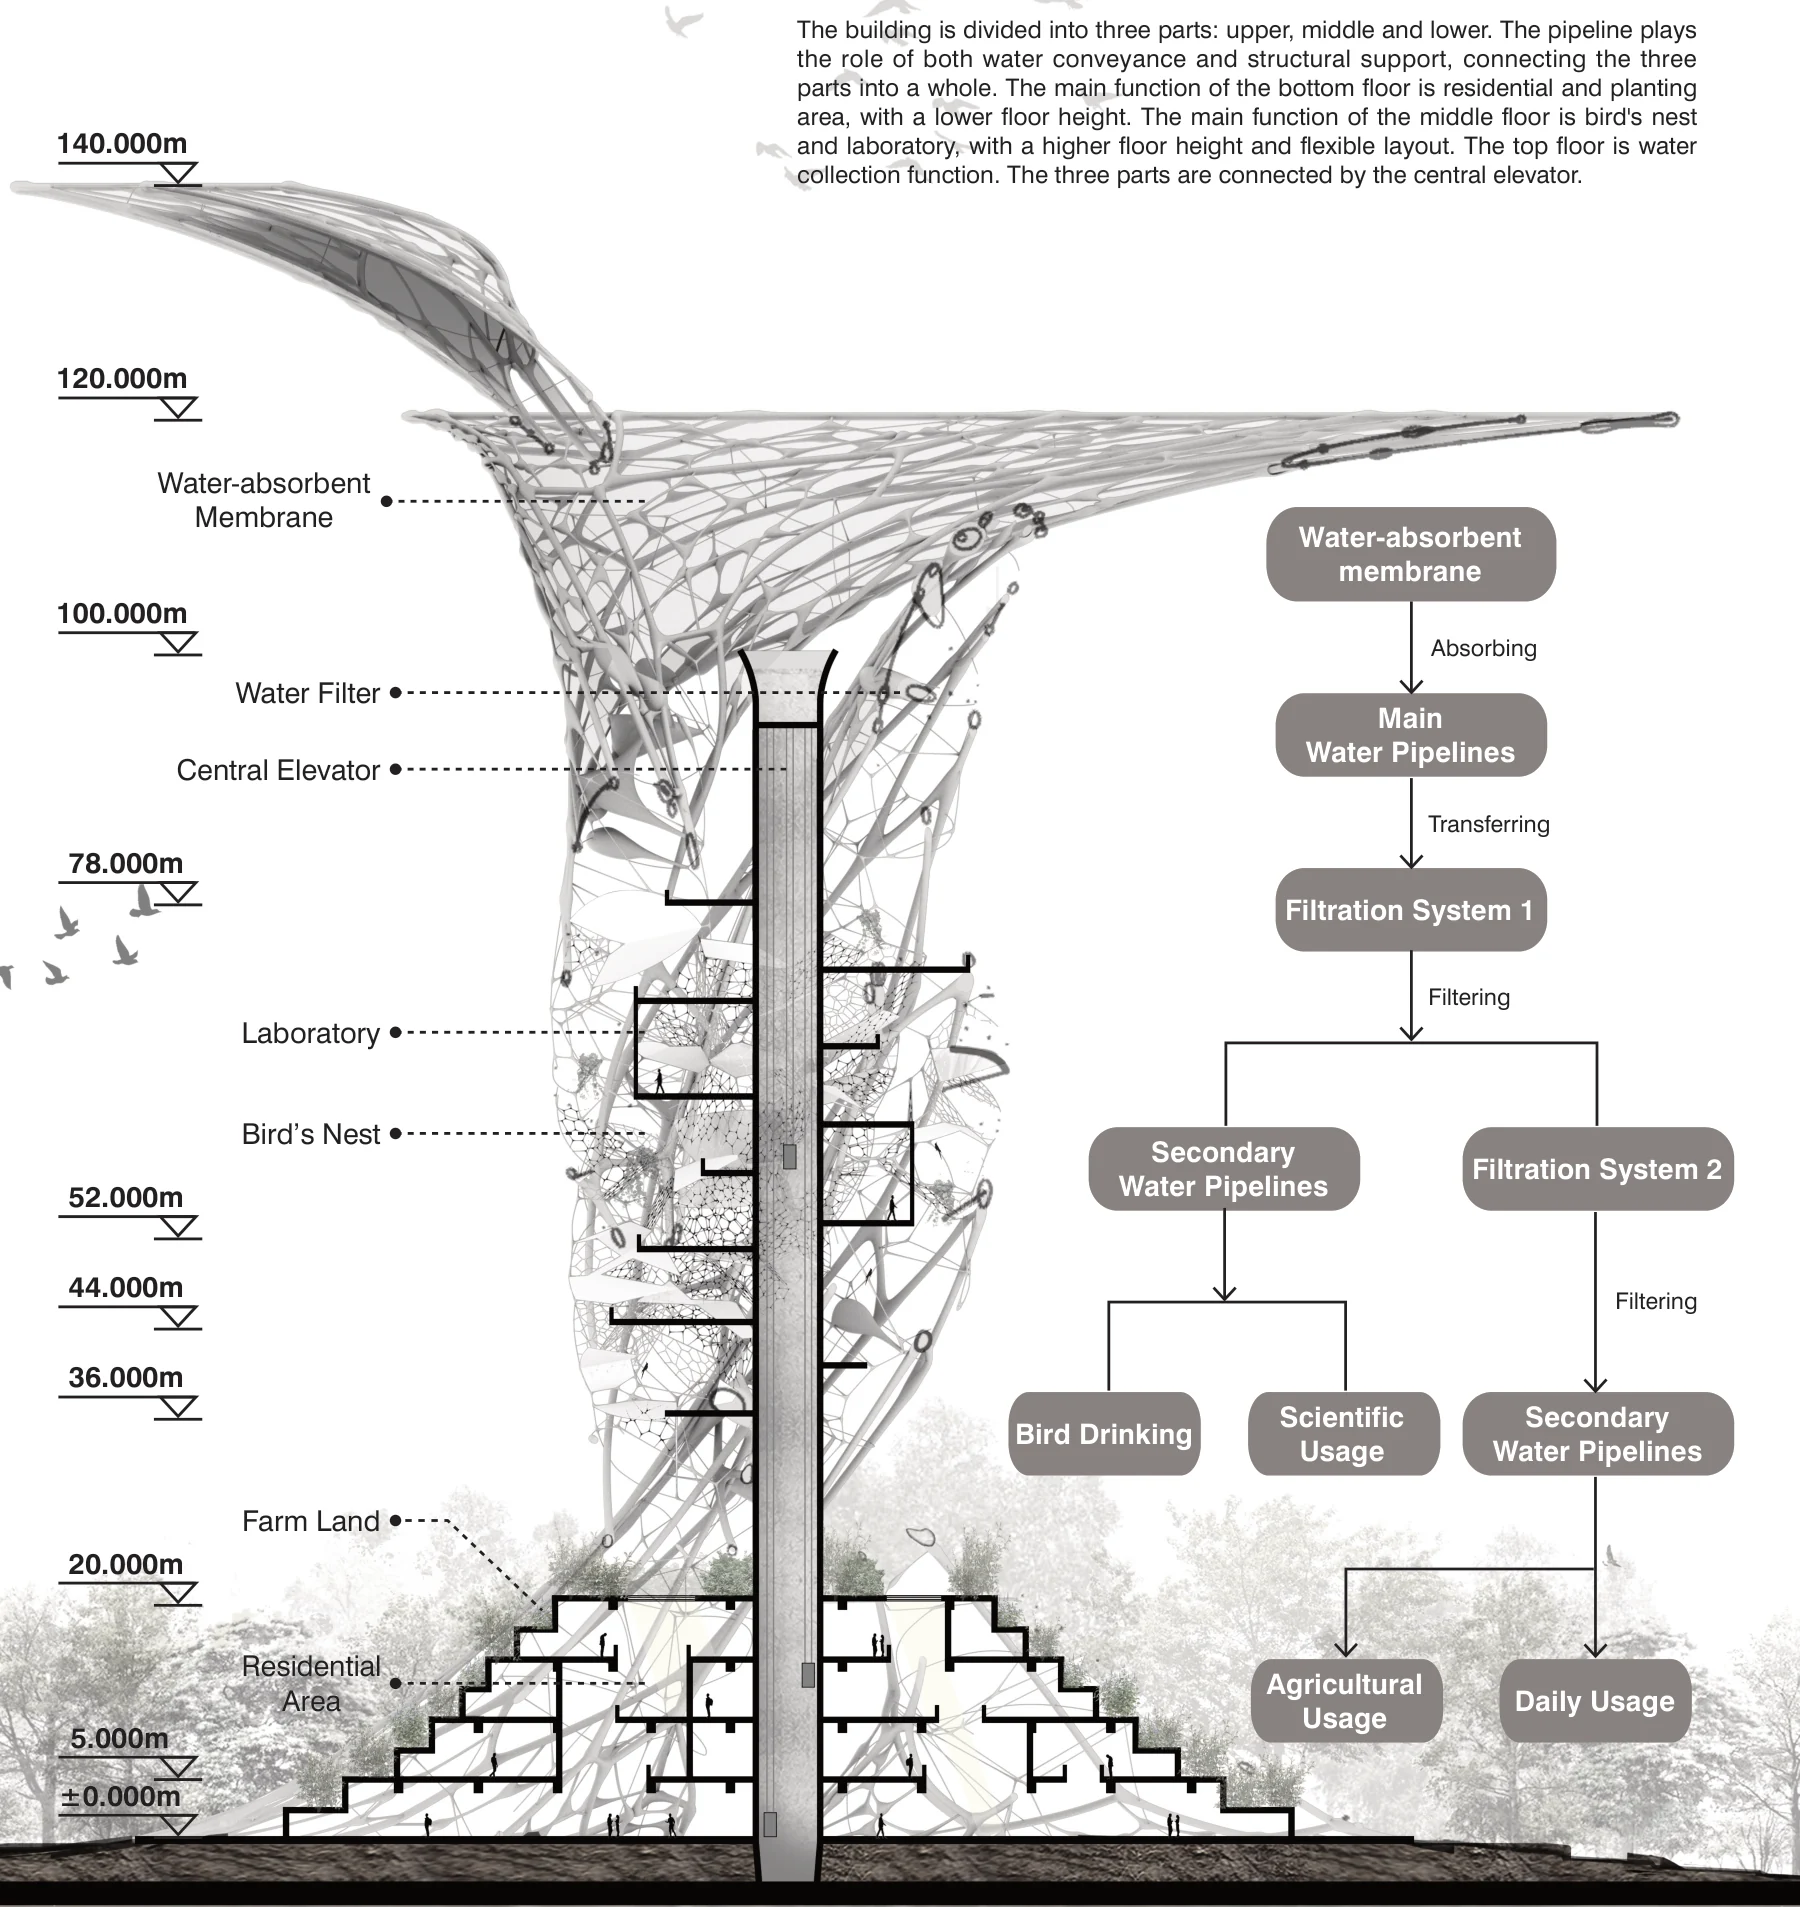 The building is divided into three parts: upper, middle and lower. The pipeline plays
the role of both water conveyance and structural support, connecting the three
parts into a whole. The main function of the bottom floor is residential and planting
area, with a lower floor height. The main function of the middle floor is bird's nest
and laboratory, with a higher floor height and flexible layout. The top floor is water
collection function. The three parts are connected by the central elevator.
140.000m
120.000m
Water-absorbent
Membrane
100.000m
Water Filter
Central Elevator
78.000m
Laboratory
Bird’s Nest
52.000m
44.000m
36.000m
Farm Land
20.000m
Residential
Area
5.000m
±0.000m
Water-absorbent
membrane
Absorbing
Main
Water Pipelines
Transferring
Filtration System 1
Filtering
Secondary
Water Pipelines
Filtration System 2
Filtering
Bird Drinking
Scientific
Usage
Secondary
Water Pipelines
Agricultural
Usage
Daily Usage